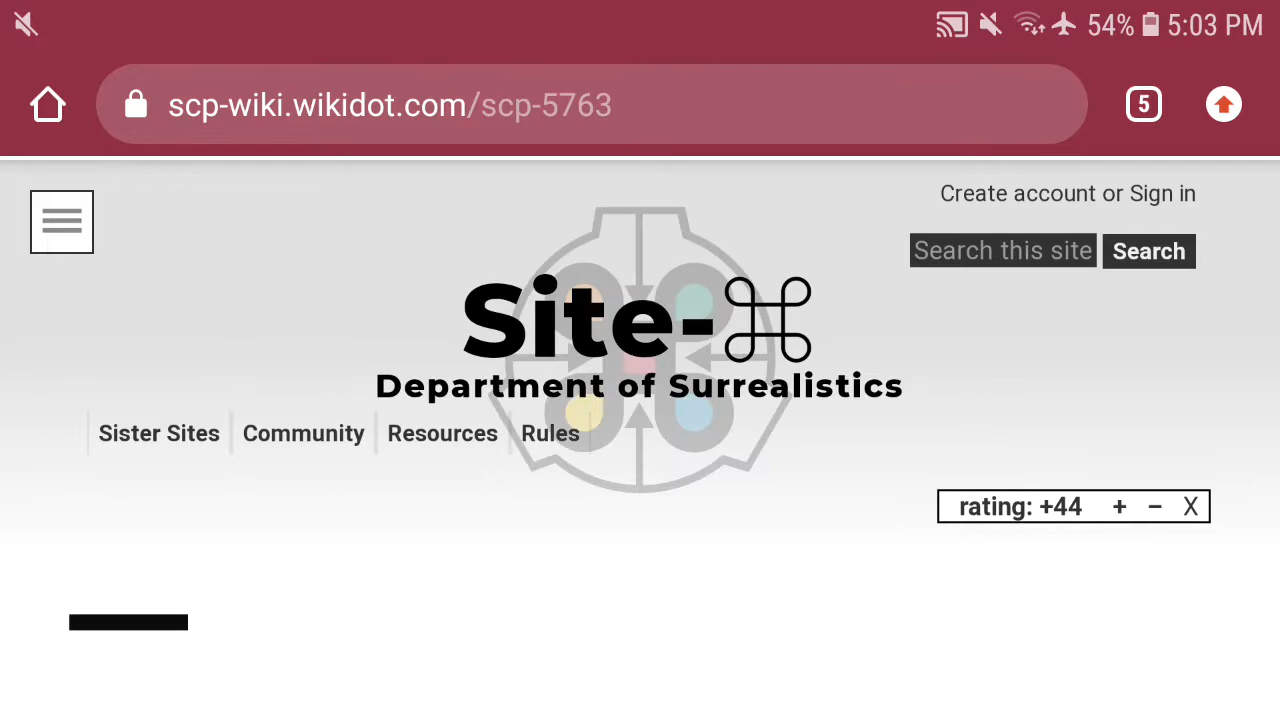 54% 5:03 PM
scp-wiki.wikidot.com/scp-5763 5
Create account or Sign in
Search this site Search
Site-⌘
Department of Surrealistics
Sister Sites Community Resources Rules
rating: +44 + – X